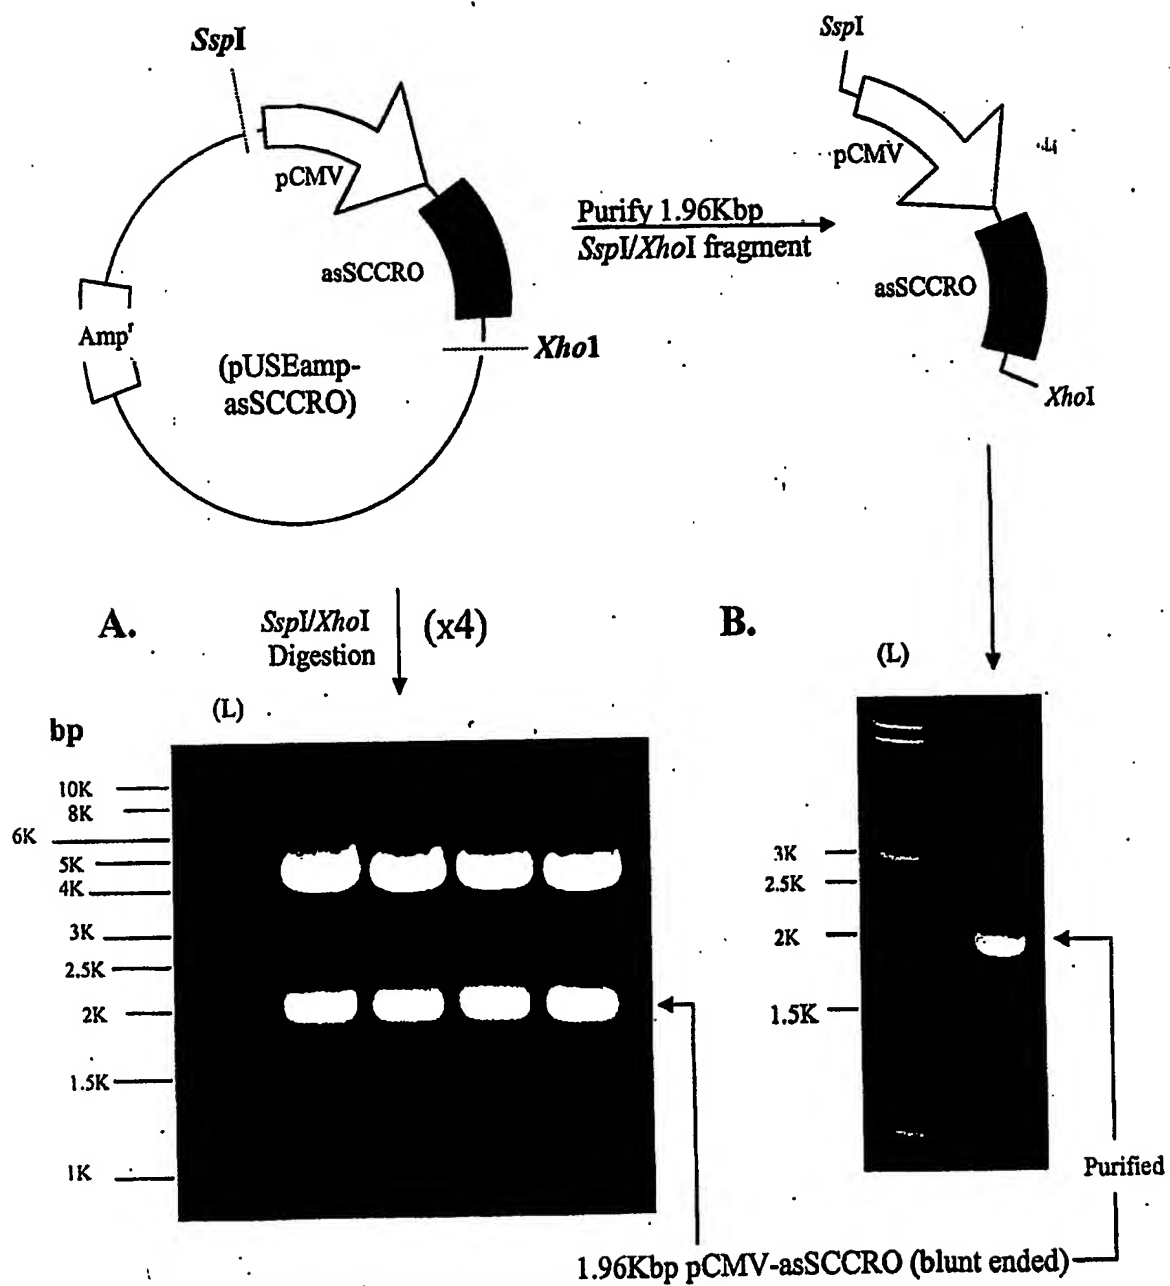 SspI
pCMV
asSCCRO
Ampʳ
(pUSEamp-
asSCCRO)
Xho1
Purify 1.96Kbp
SspI/XhoI fragment
SspI
pCMV
asSCCRO
XhoI
A.
SspI/XhoI
Digestion
(x4)
(L)
bp
10K
8K
6K
5K
4K
3K
2.5K
2K
1.5K
1K
B.
(L)
3K
2.5K
2K
1.5K
Purified
1.96Kbp pCMV-asSCCRO (blunt ended)